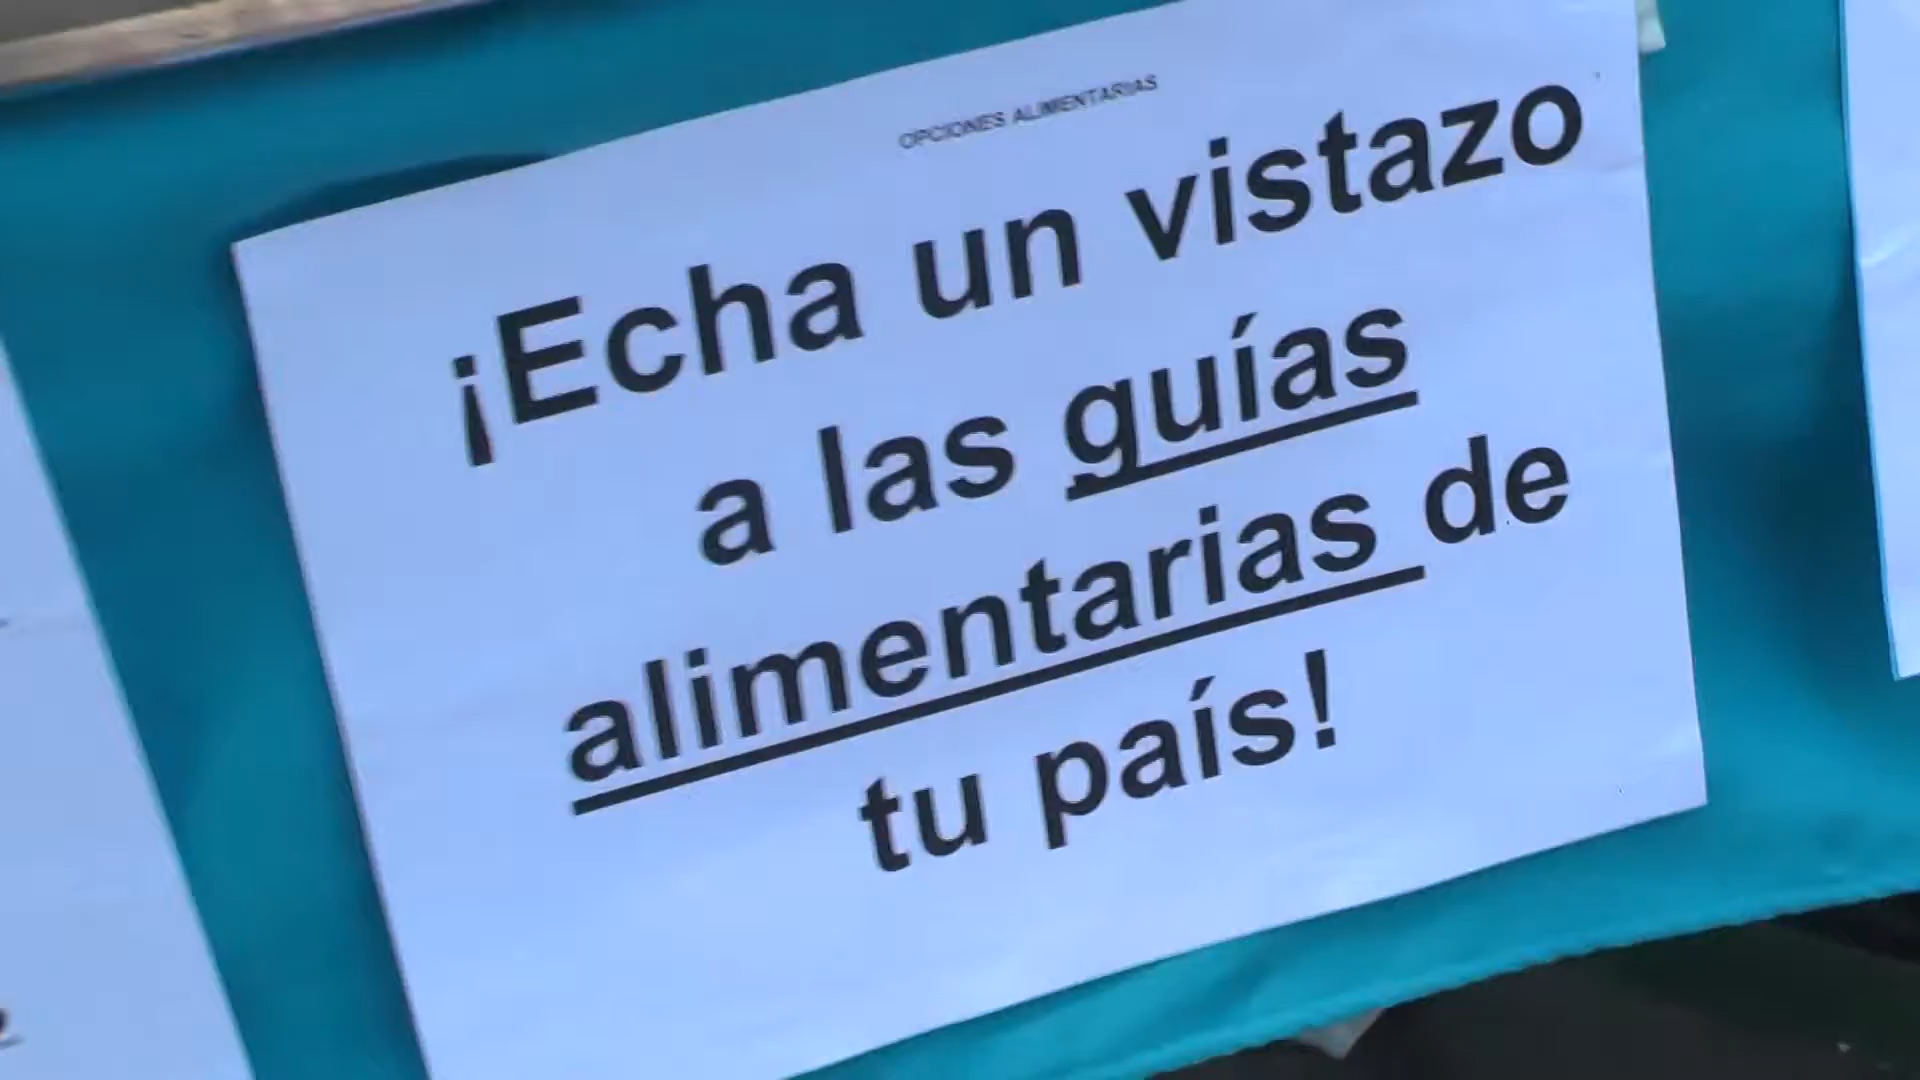 OPCIONES ALIMENTARIAS
¡Echa un vistazo
a las guías
alimentarias de
tu país!